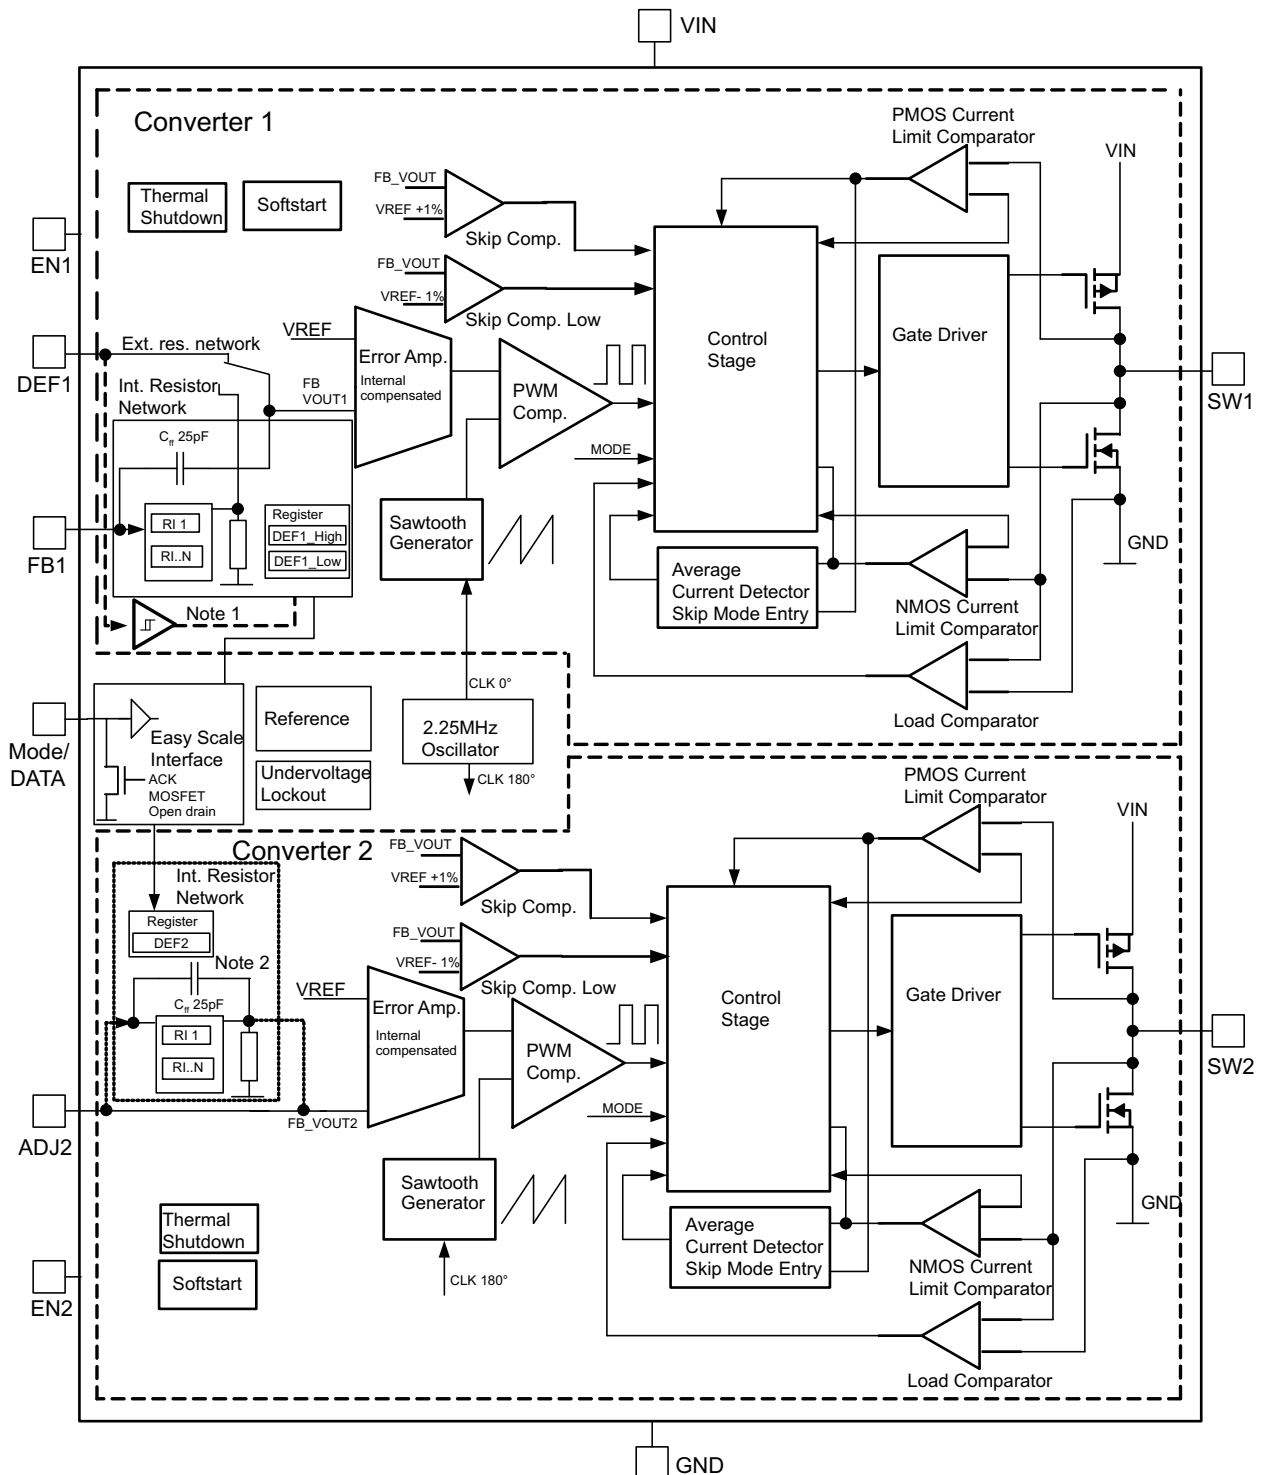 VIN
Converter 1
PMOS Current
Limit Comparator
VIN
Thermal
Shutdown
Softstart
FB_VOUT
VREF +1%
Skip Comp.
EN1
FB_VOUT
VREF- 1%
Skip Comp. Low
VREF
Error Amp.
Internal
compensated
Control
Stage
Gate Driver
Ext. res. network
DEF1
Int. Resistor
Network
FB
VOUT1
PWM
Comp.
SW1
Cff 25pF
MODE
RI 1
RI..N
Register
DEF1_High
DEF1_Low
FB1
Sawtooth
Generator
Average
Current Detector
Skip Mode Entry
GND
NMOS Current
Limit Comparator
Note 1
CLK 0°
Load Comparator
Mode/
DATA
Easy Scale
Interface
ACK
MOSFET
Open drain
Reference
2.25MHz
Oscillator
Undervoltage
Lockout
CLK 180°
PMOS Current
Limit Comparator
VIN
Converter 2
FB_VOUT
VREF +1%
Skip Comp.
Int. Resistor
Network
Register
DEF2
Note 2
Cff 25pF
FB_VOUT
VREF- 1%
Skip Comp. Low
VREF
Error Amp.
Internal
compensated
Control
Stage
Gate Driver
RI 1
RI..N
PWM
Comp.
SW2
ADJ2
FB_VOUT2
MODE
Sawtooth
Generator
Thermal
Shutdown
Average
Current Detector
Skip Mode Entry
GND
NMOS Current
Limit Comparator
EN2
Softstart
CLK 180°
Load Comparator
GND